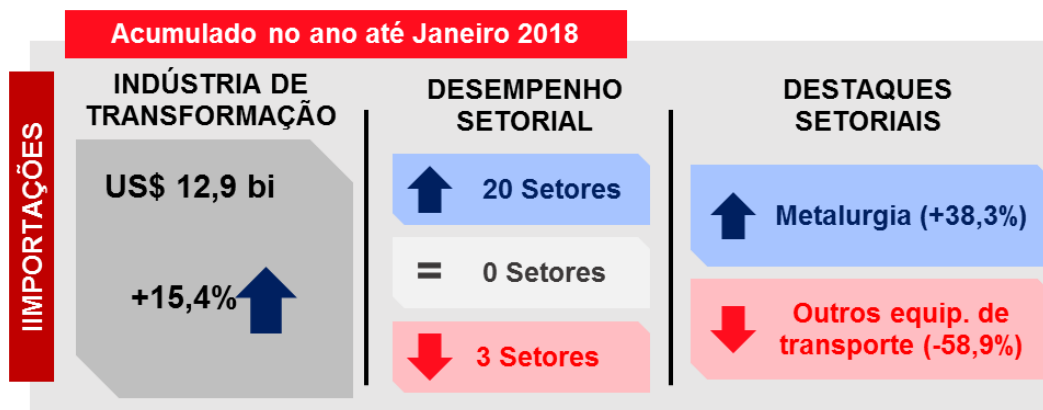 Acumulado no ano até Janeiro 2018
IIMPORTAÇÕES
INDÚSTRIA DE
TRANSFORMAÇÃO
US$ 12,9 bi
+15,4%
DESEMPENHO
SETORIAL
20 Setores
= 0 Setores
3 Setores
DESTAQUES
SETORIAIS
Metalurgia (+38,3%)
Outros equip. de
transporte (-58,9%)